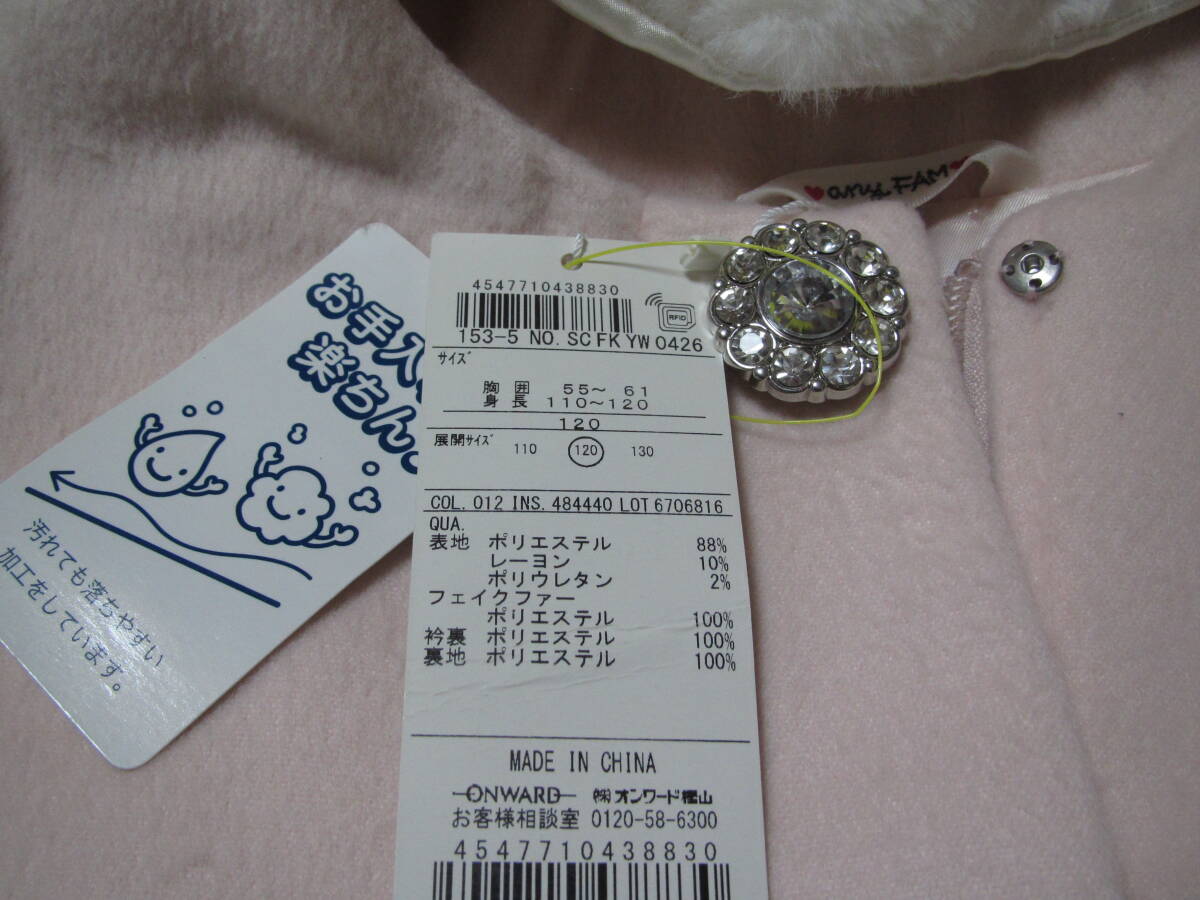 any FAM
お手入
楽ちん
汚れても落ちやすい
加工をしています。
4547710438830
RFID
153-5 NO. SC FK YW 0426
サイズ
胸囲 55～ 61
身長 110～120
120
展開サイズ 110 120 130
COL. 012 INS. 484440 LOT 6706816
QUA.
表地 ポリエステル 88%
レーヨン 10%
ポリウレタン 2%
フェイクファー
ポリエステル 100%
衿裏 ポリエステル 100%
裏地 ポリエステル 100%
MADE IN CHINA
ONWARD ㈱オンワード樫山
お客様相談室 0120-58-6300
4547710438830